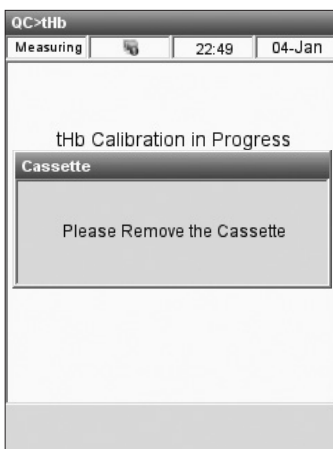 QC>tHb
Measuring 22:49 04-Jan
tHb Calibration in Progress
Cassette
Please Remove the Cassette